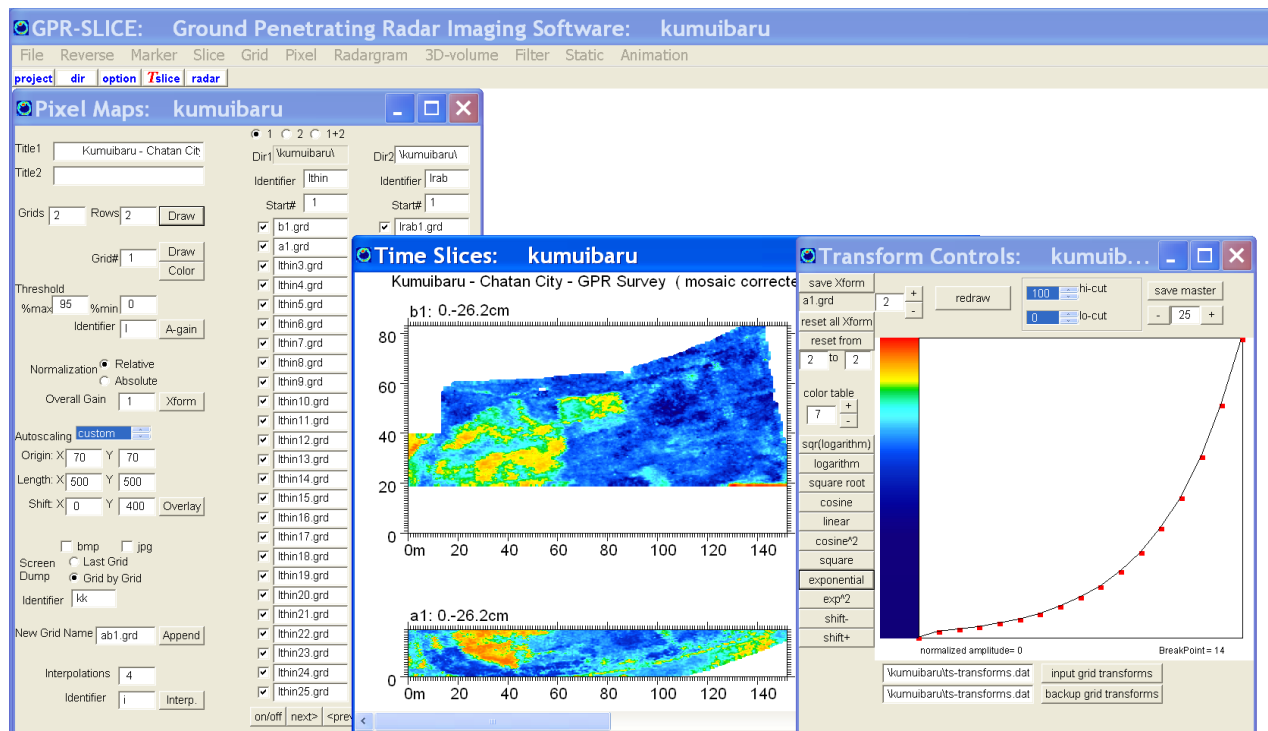 GPR-SLICE: Ground Penetrating Radar Imaging Software: kumuibaru
File Reverse Marker Slice Grid Pixel Radargram 3D-volume Filter Static Animation
project dir option Tslice radar
Pixel Maps: kumuibaru
1 2 1+2
Title1 Kumuibaru - Chatan Cit
Title2
Dir1 \kumuibaru\
Dir2 \kumuibaru\
Identifier lthin
Identifier lrab
Start# 1
Start# 1
Grids 2 Rows 2 Draw
Grid# 1 Draw
Color
Threshold
%max 95 %min 0
Identifier l A-gain
Normalization Relative
Absolute
Overall Gain 1 Xform
Autoscaling custom
Origin: X 70 Y 70
Length: X 500 Y 500
Shift: X 0 Y 400 Overlay
bmp jpg
Screen Dump
Last Grid
Grid by Grid
Identifier kk
New Grid Name ab1.grd Append
Interpolations 4
Identifier i Interp.
b1.grd
lrab1.grd
a1.grd
lthin3.grd
lthin4.grd
lthin5.grd
lthin6.grd
lthin7.grd
lthin8.grd
lthin9.grd
lthin10.grd
lthin11.grd
lthin12.grd
lthin13.grd
lthin14.grd
lthin15.grd
lthin16.grd
lthin17.grd
lthin18.grd
lthin19.grd
lthin20.grd
lthin21.grd
lthin22.grd
lthin23.grd
lthin24.grd
lthin25.grd
on/off next> <prev
Time Slices: kumuibaru
Kumuibaru - Chatan City - GPR Survey ( mosaic correcte
b1: 0.-26.2cm
80
60
40
20
0
0m 20 40 60 80 100 120 140
a1: 0.-26.2cm
0
0m 20 40 60 80 100 120 140
Transform Controls: kumuib...
save Xform
a1.grd 2 + -
redraw
100 hi-cut
0 lo-cut
save master
- 25 +
reset all Xform
reset from
2 to 2
color table
7 + -
sqr(logarithm)
logarithm
square root
cosine
linear
cosine^2
square
exponential
exp^2
shift-
shift+
normalized amplitude= 0 BreakPoint = 14
\kumuibaru\ts-transforms.dat input grid transforms
\kumuibaru\ts-transforms.dat backup grid transforms